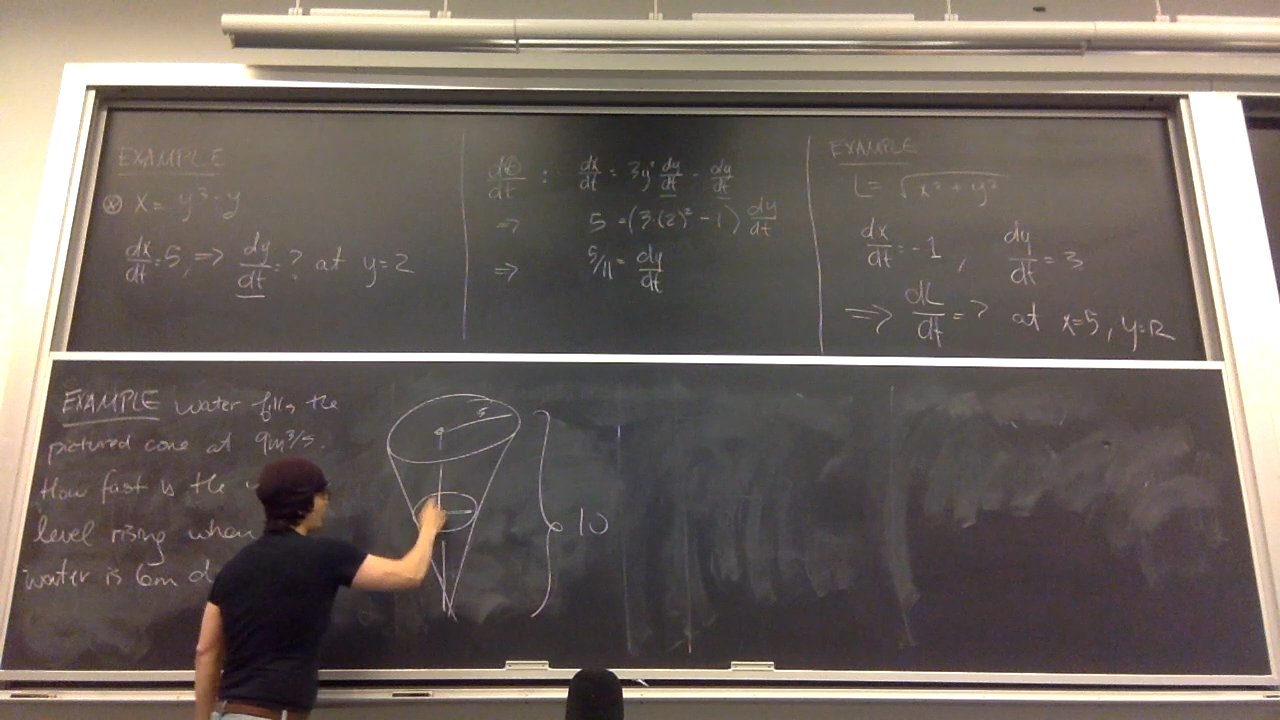 EXAMPLE
⊛ x = y³ - y
dx/dt = 5, ⇒ dy/dt = ? at y=2
d⊛/dt : dx/dt = 3y² dy/dt - dy/dt
⇒ 5 = (3·(2)² - 1) dy/dt
⇒ 5/11 = dy/dt
EXAMPLE
L = √x² + y²
dx/dt = -1 , dy/dt = 3
⇒ dL/dt = ? at x=5, y=12
EXAMPLE water fills the
pictured cone at 9m³/s.
How fast is the
level rising when
water is 6m
5
10